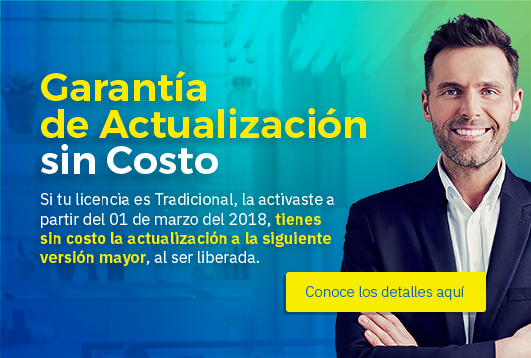 Garantía
de Actualización
sin Costo
Si tu licencia es Tradicional, la activaste a
partir del 01 de marzo del 2018, tienes
sin costo la actualización a la siguiente
versión mayor, al ser liberada.
Conoce los detalles aquí